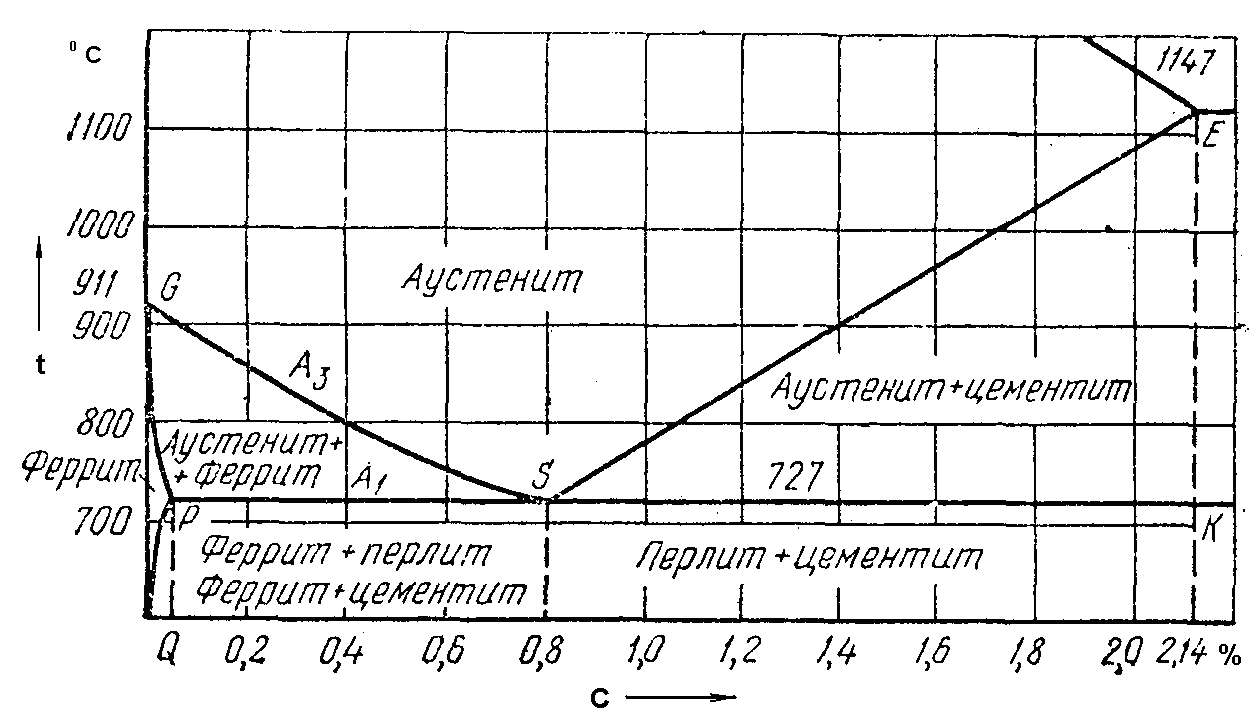 ° C
1147
1100
E
1000
911
G
Аустенит
900
t
A3
Аустенит+цементит
800
Аустенит+
+феррит
Феррит
A1
S
727
700
P
K
Феррит+перлит
Перлит+цементит
Феррит+цементит
Q 0,2 0,4 0,6 0,8 1,0 1,2 1,4 1,6 1,8 2,0 2,14 %
C